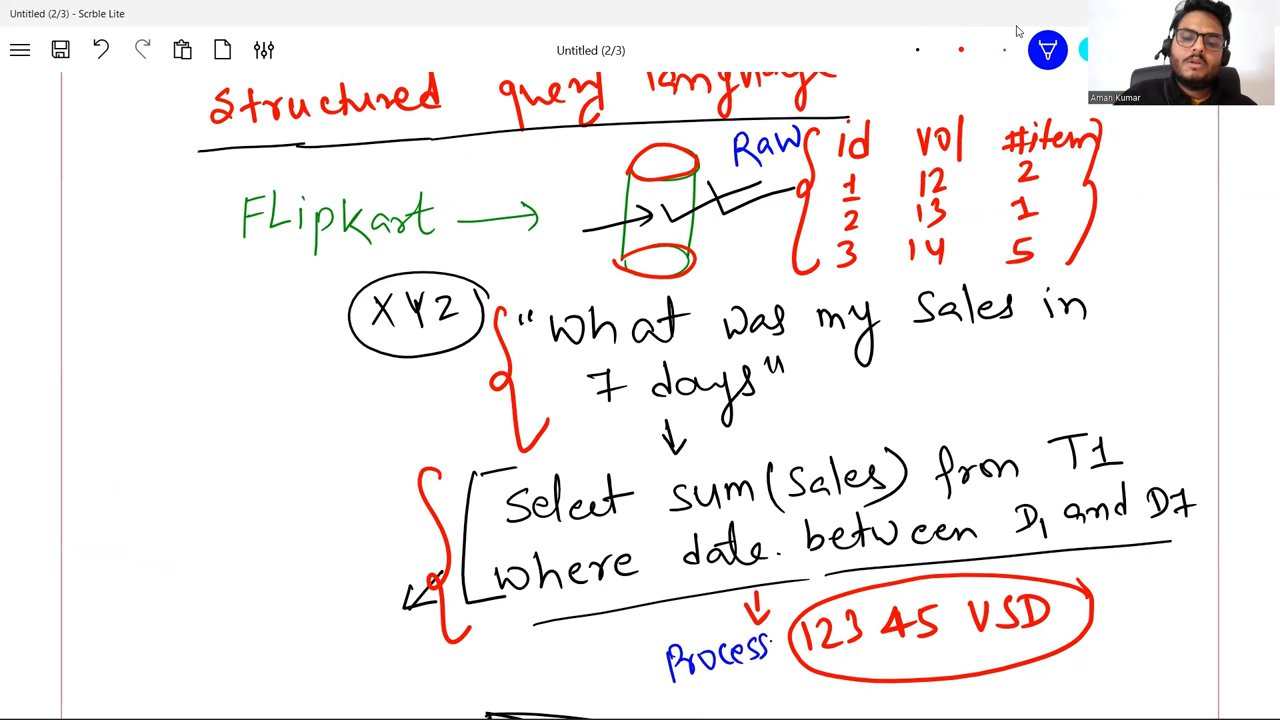 Untitled (2/3) - Scrble Lite
Untitled (2/3)
Aman Kumar
Structured query language
Raw
id vol #item
1 12 2
2 13 1
3 14 5
FLipkart
XYZ
"What was my sales in
7 days"
Select sum(sales) from T1
where date. between D1 and D7
Process
12345 USD